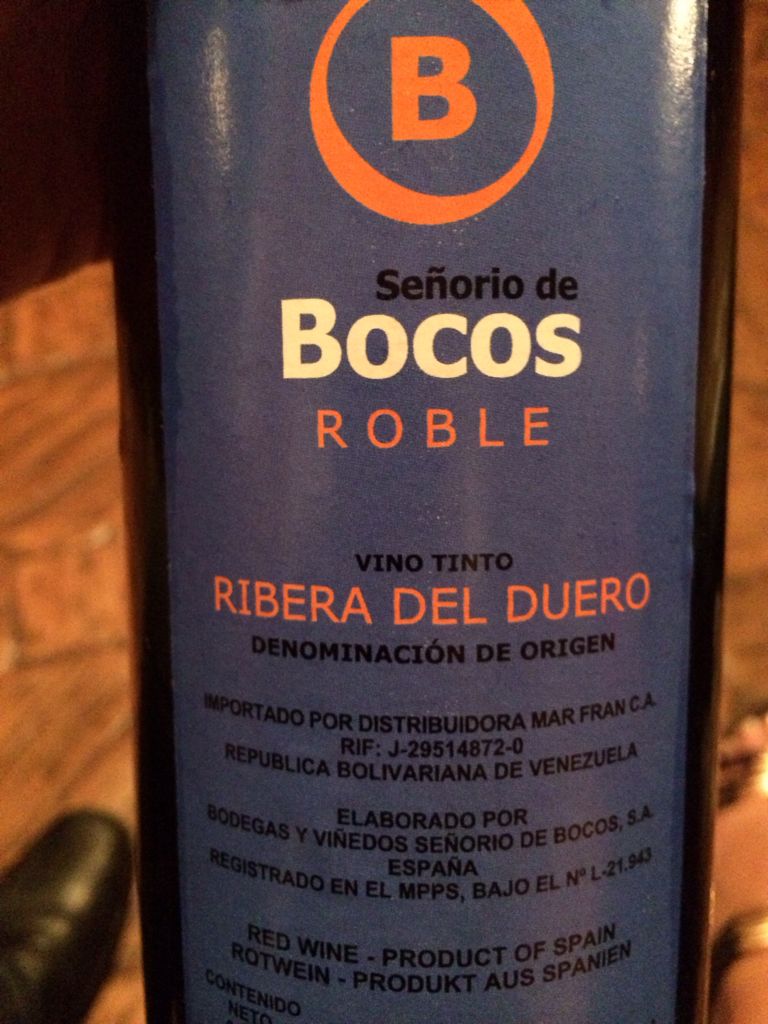 B
Señorio de
BOCOS
ROBLE
VINO TINTO
RIBERA DEL DUERO
DENOMINACIÓN DE ORIGEN
IMPORTADO POR DISTRIBUIDORA MAR FRAN C.A.
RIF: J-29514872-0
REPUBLICA BOLIVARIANA DE VENEZUELA
ELABORADO POR
BODEGAS Y VIÑEDOS SEÑORIO DE BOCOS, S.A.
ESPAÑA
REGISTRADO EN EL MPPS, BAJO EL Nº L-21.943
RED WINE - PRODUCT OF SPAIN
ROTWEIN - PRODUKT AUS SPANIEN
CONTENIDO
NETO